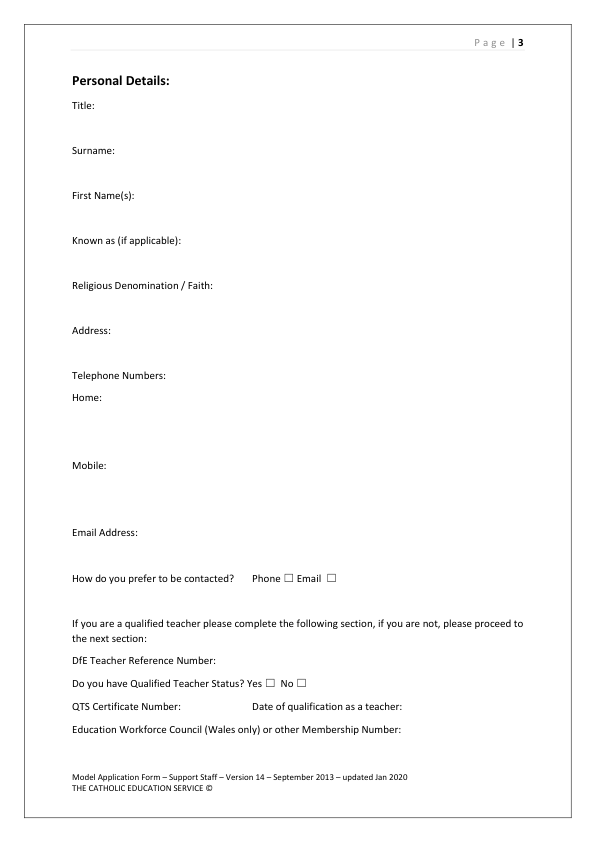 Page | 3
Personal Details:
Title:
Surname:
First Name(s):
Known as (if applicable):
Religious Denomination / Faith:
Address:
Telephone Numbers:
Home:
Mobile:
Email Address:
How do you prefer to be contacted? Phone ☐ Email ☐
If you are a qualified teacher please complete the following section, if you are not, please proceed to
the next section:
DfE Teacher Reference Number:
Do you have Qualified Teacher Status? Yes ☐ No ☐
QTS Certificate Number: Date of qualification as a teacher:
Education Workforce Council (Wales only) or other Membership Number:
Model Application Form – Support Staff – Version 14 – September 2013 – updated Jan 2020
THE CATHOLIC EDUCATION SERVICE ©